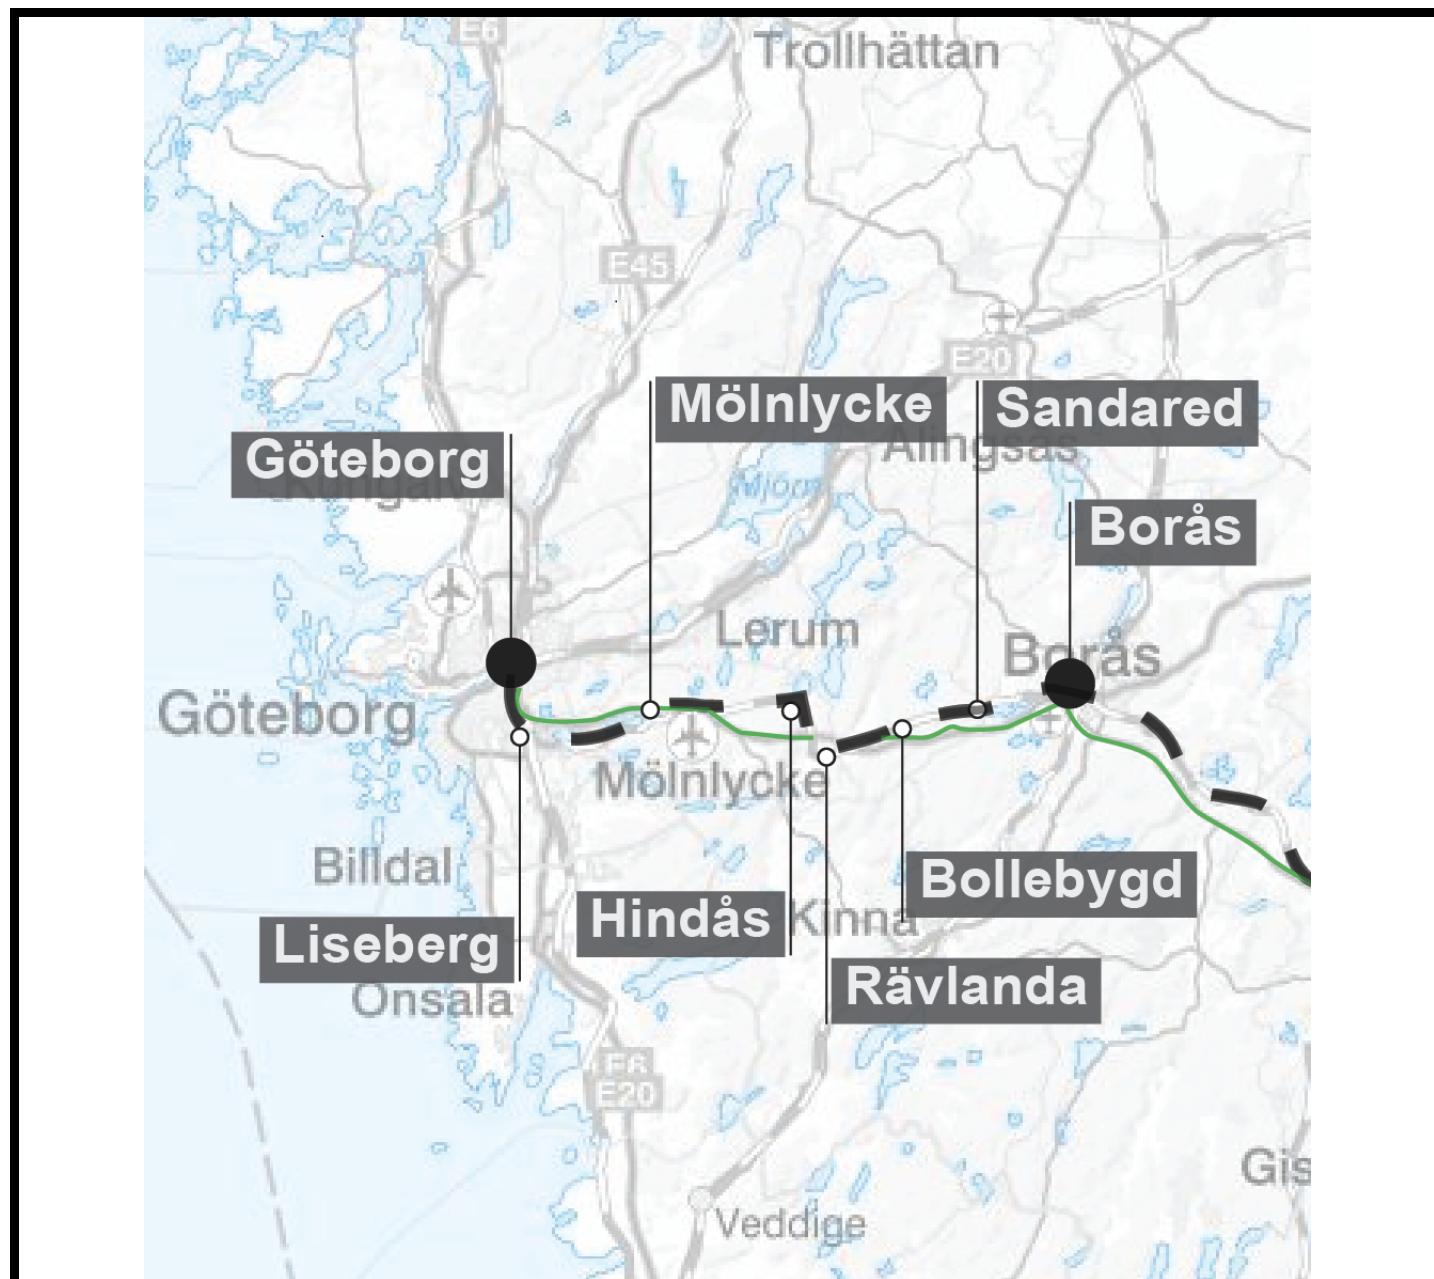 E6
Trollhättan
E45
E20
Mölnlycke
Sandared
Alingsås
Göteborg
Mjörn
Borås
Lerum
Borås
Göteborg
Mölnlycke
Billdal
Bollebygd
Hindås
Kinna
Liseberg
Rävlanda
Onsala
E6
E20
Gis
Veddige